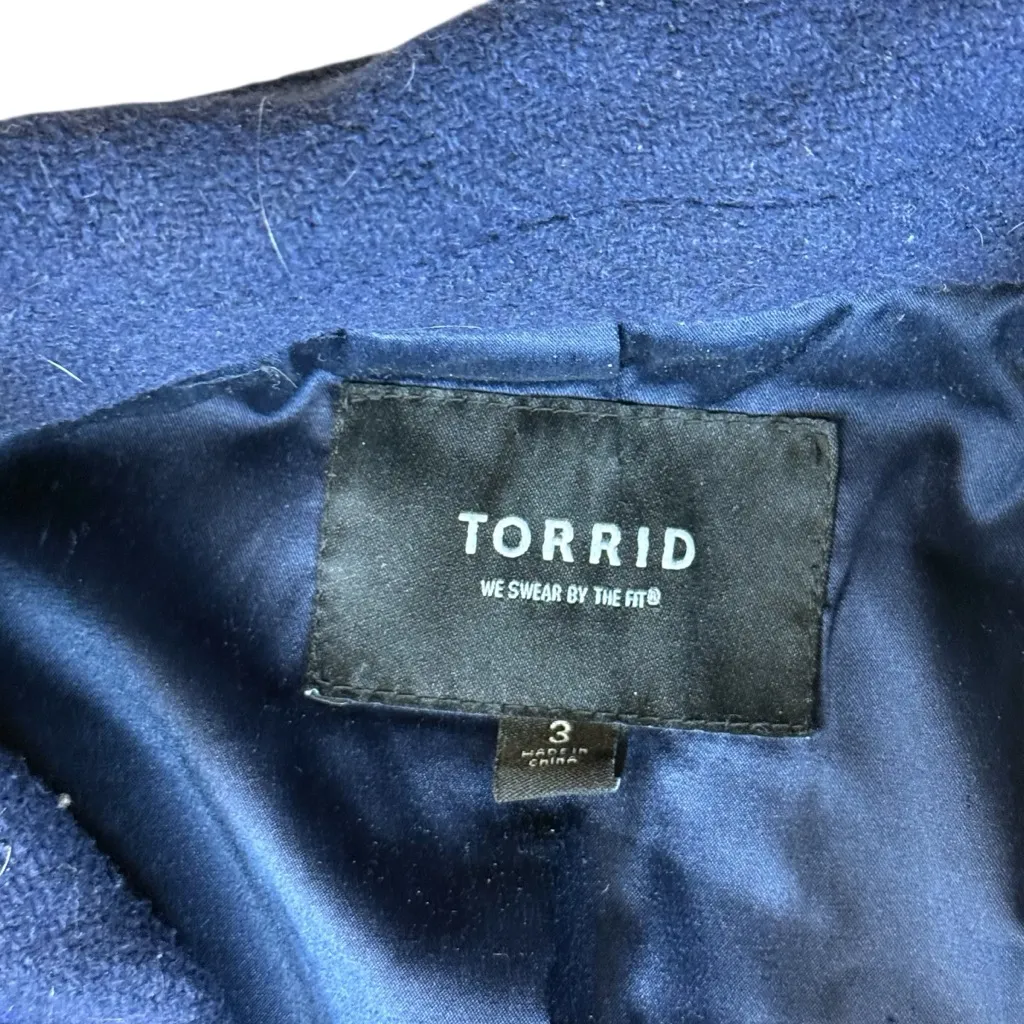 TORRID
WE SWEAR BY THE FIT®
3
MADE IN
CHINA